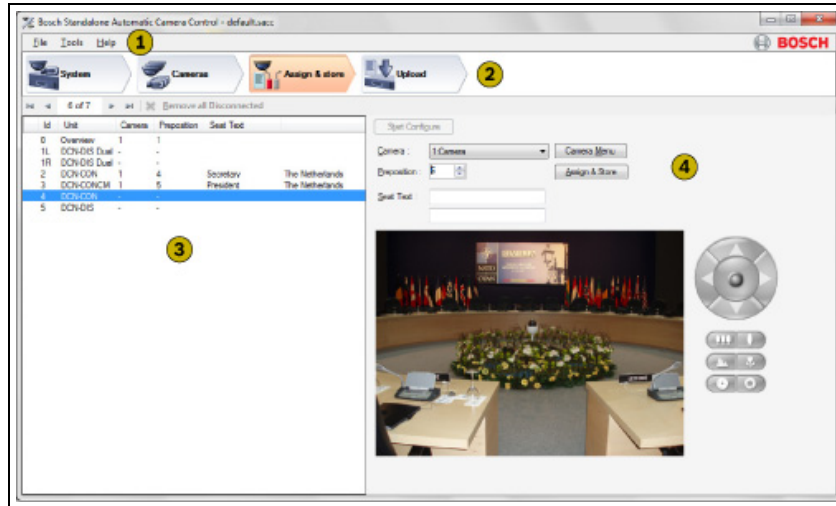 Bosch Standalone Automatic Camera Control - default.sacc
File Tools Help 1
BOSCH
System Cameras Assign & store Upload 2
6 of 7 Remove all Disconnected
Id Unit Camera Preposition Seat Text
0 Overview 1 1
1L DCN-DIS Dual - -
1R DCN-DIS Dual - -
2 DCN-CON 1 4 Secretary The Netherlands
3 DCN-CONCM 1 5 President The Netherlands
4 DCN-CON - -
5 DCN-DIS - -
3
Start Configure
Camera : 1:Camera Camera Menu
Preposition : Assign & Store
4
Seat Text :
NATO
OTAN